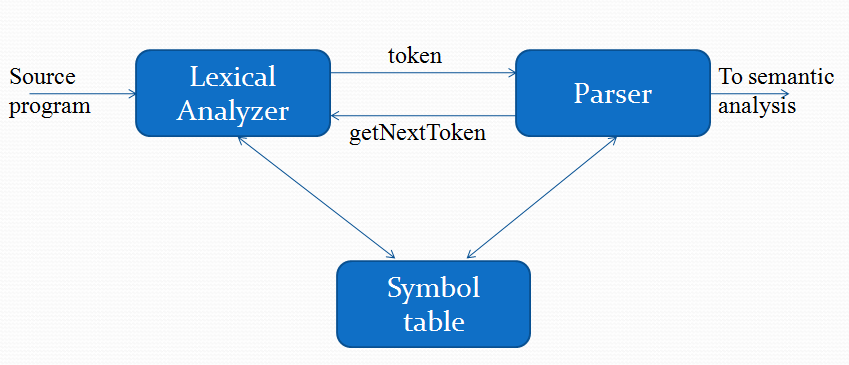 Source
program
Lexical
Analyzer
token
getNextToken
Parser
To semantic
analysis
Symbol
table